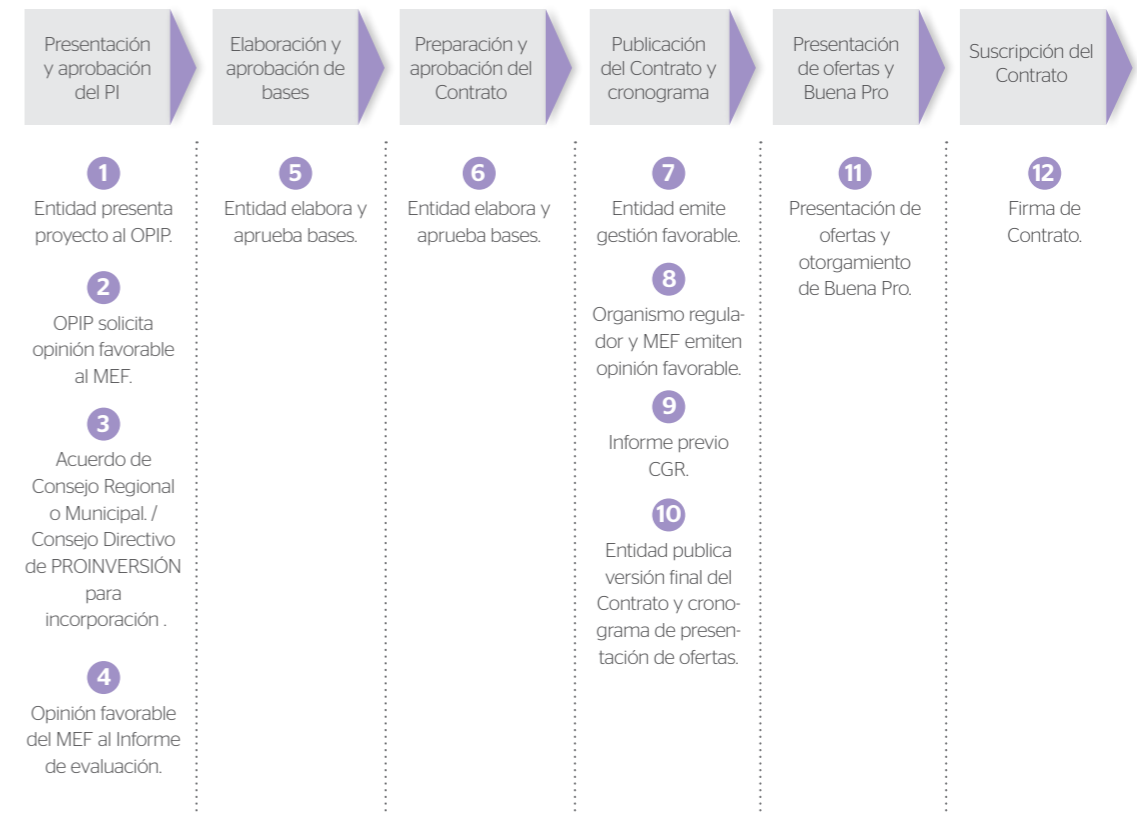 Presentación
y aprobación
del PI
Elaboración y
aprobación de
bases
Preparación y
aprobación del
Contrato
Publicación
del Contrato y
cronograma
Presentación
de ofertas y
Buena Pro
Suscripción del
Contrato
1
Entidad presenta
proyecto al OPIP.
2
OPIP solicita
opinión favorable
al MEF.
3
Acuerdo de
Consejo Regional
o Municipal. /
Consejo Directivo
de PROINVERSIÓN
para
incorporación .
4
Opinión favorable
del MEF al Informe
de evaluación.
5
Entidad elabora y
aprueba bases.
6
Entidad elabora y
aprueba bases.
7
Entidad emite
gestión favorable.
8
Organismo regula-
dor y MEF emiten
opinión favorable.
9
Informe previo
CGR.
10
Entidad publica
versión final del
Contrato y crono-
grama de presen-
tación de ofertas.
11
Presentación de
ofertas y
otorgamiento
de Buena Pro.
12
Firma de
Contrato.